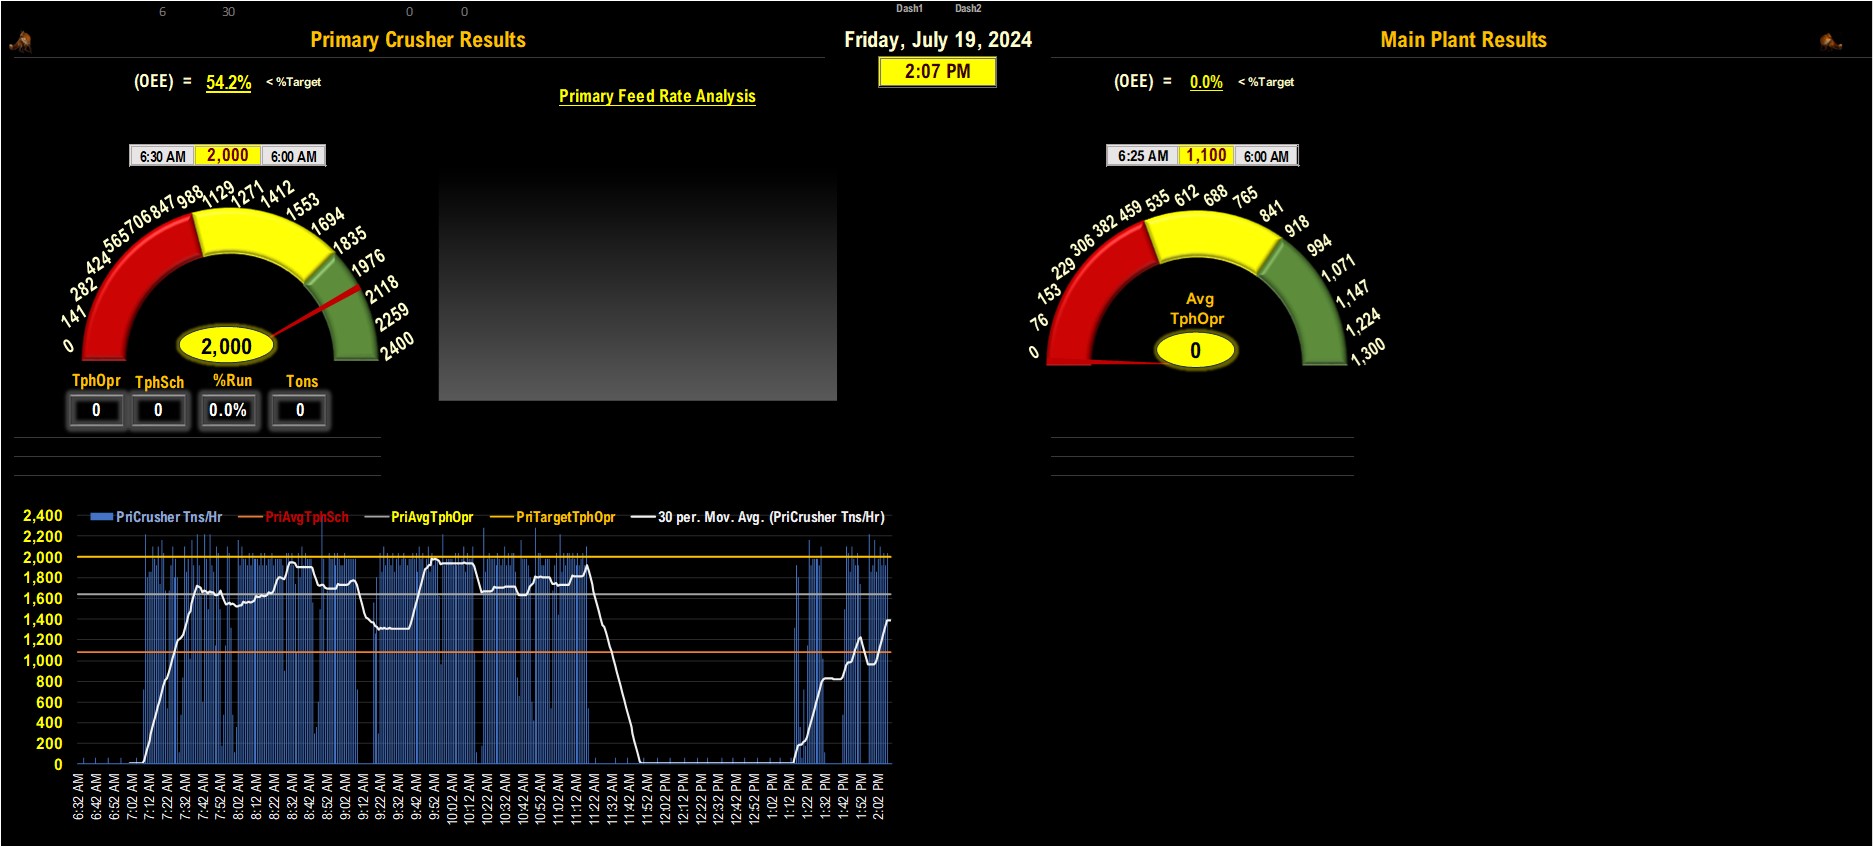 6 30 0 0 Dash1 Dash2
Primary Crusher Results
Friday, July 19, 2024
Main Plant Results
2:07 PM
(OEE) = 54.2% < %Target
Primary Feed Rate Analysis
(OEE) = 0.0% < %Target
6:30 AM 2,000 6:00 AM
6:25 AM 1,100 6:00 AM
0 141 282 424 565 706 847 988 1129 1271 1412 1553 1694 1835 1976 2118 2259 2400
2,000
0 76 153 229 306 382 459 535 612 688 765 841 918 994 1,071 1,147 1,224 1,300
Avg
TphOpr
0
TphOpr TphSch %Run Tons
0 0 0.0% 0
PriCrusher Tns/Hr PriAvgTphSch PriAvgTphOpr PriTargetTphOpr 30 per. Mov. Avg. (PriCrusher Tns/Hr)
2,400
2,200
2,000
1,800
1,600
1,400
1,200
1,000
800
600
400
200
0
6:32 AM 6:42 AM 6:52 AM 7:02 AM 7:12 AM 7:22 AM 7:32 AM 7:42 AM 7:52 AM 8:02 AM 8:12 AM 8:22 AM 8:32 AM 8:42 AM 8:52 AM 9:02 AM 9:12 AM 9:22 AM 9:32 AM 9:42 AM 9:52 AM 10:02 AM 10:12 AM 10:22 AM 10:32 AM 10:42 AM 10:52 AM 11:02 AM 11:12 AM 11:22 AM 11:32 AM 11:42 AM 11:52 AM 12:02 PM 12:12 PM 12:22 PM 12:32 PM 12:42 PM 12:52 PM 1:02 PM 1:12 PM 1:22 PM 1:32 PM 1:42 PM 1:52 PM 2:02 PM